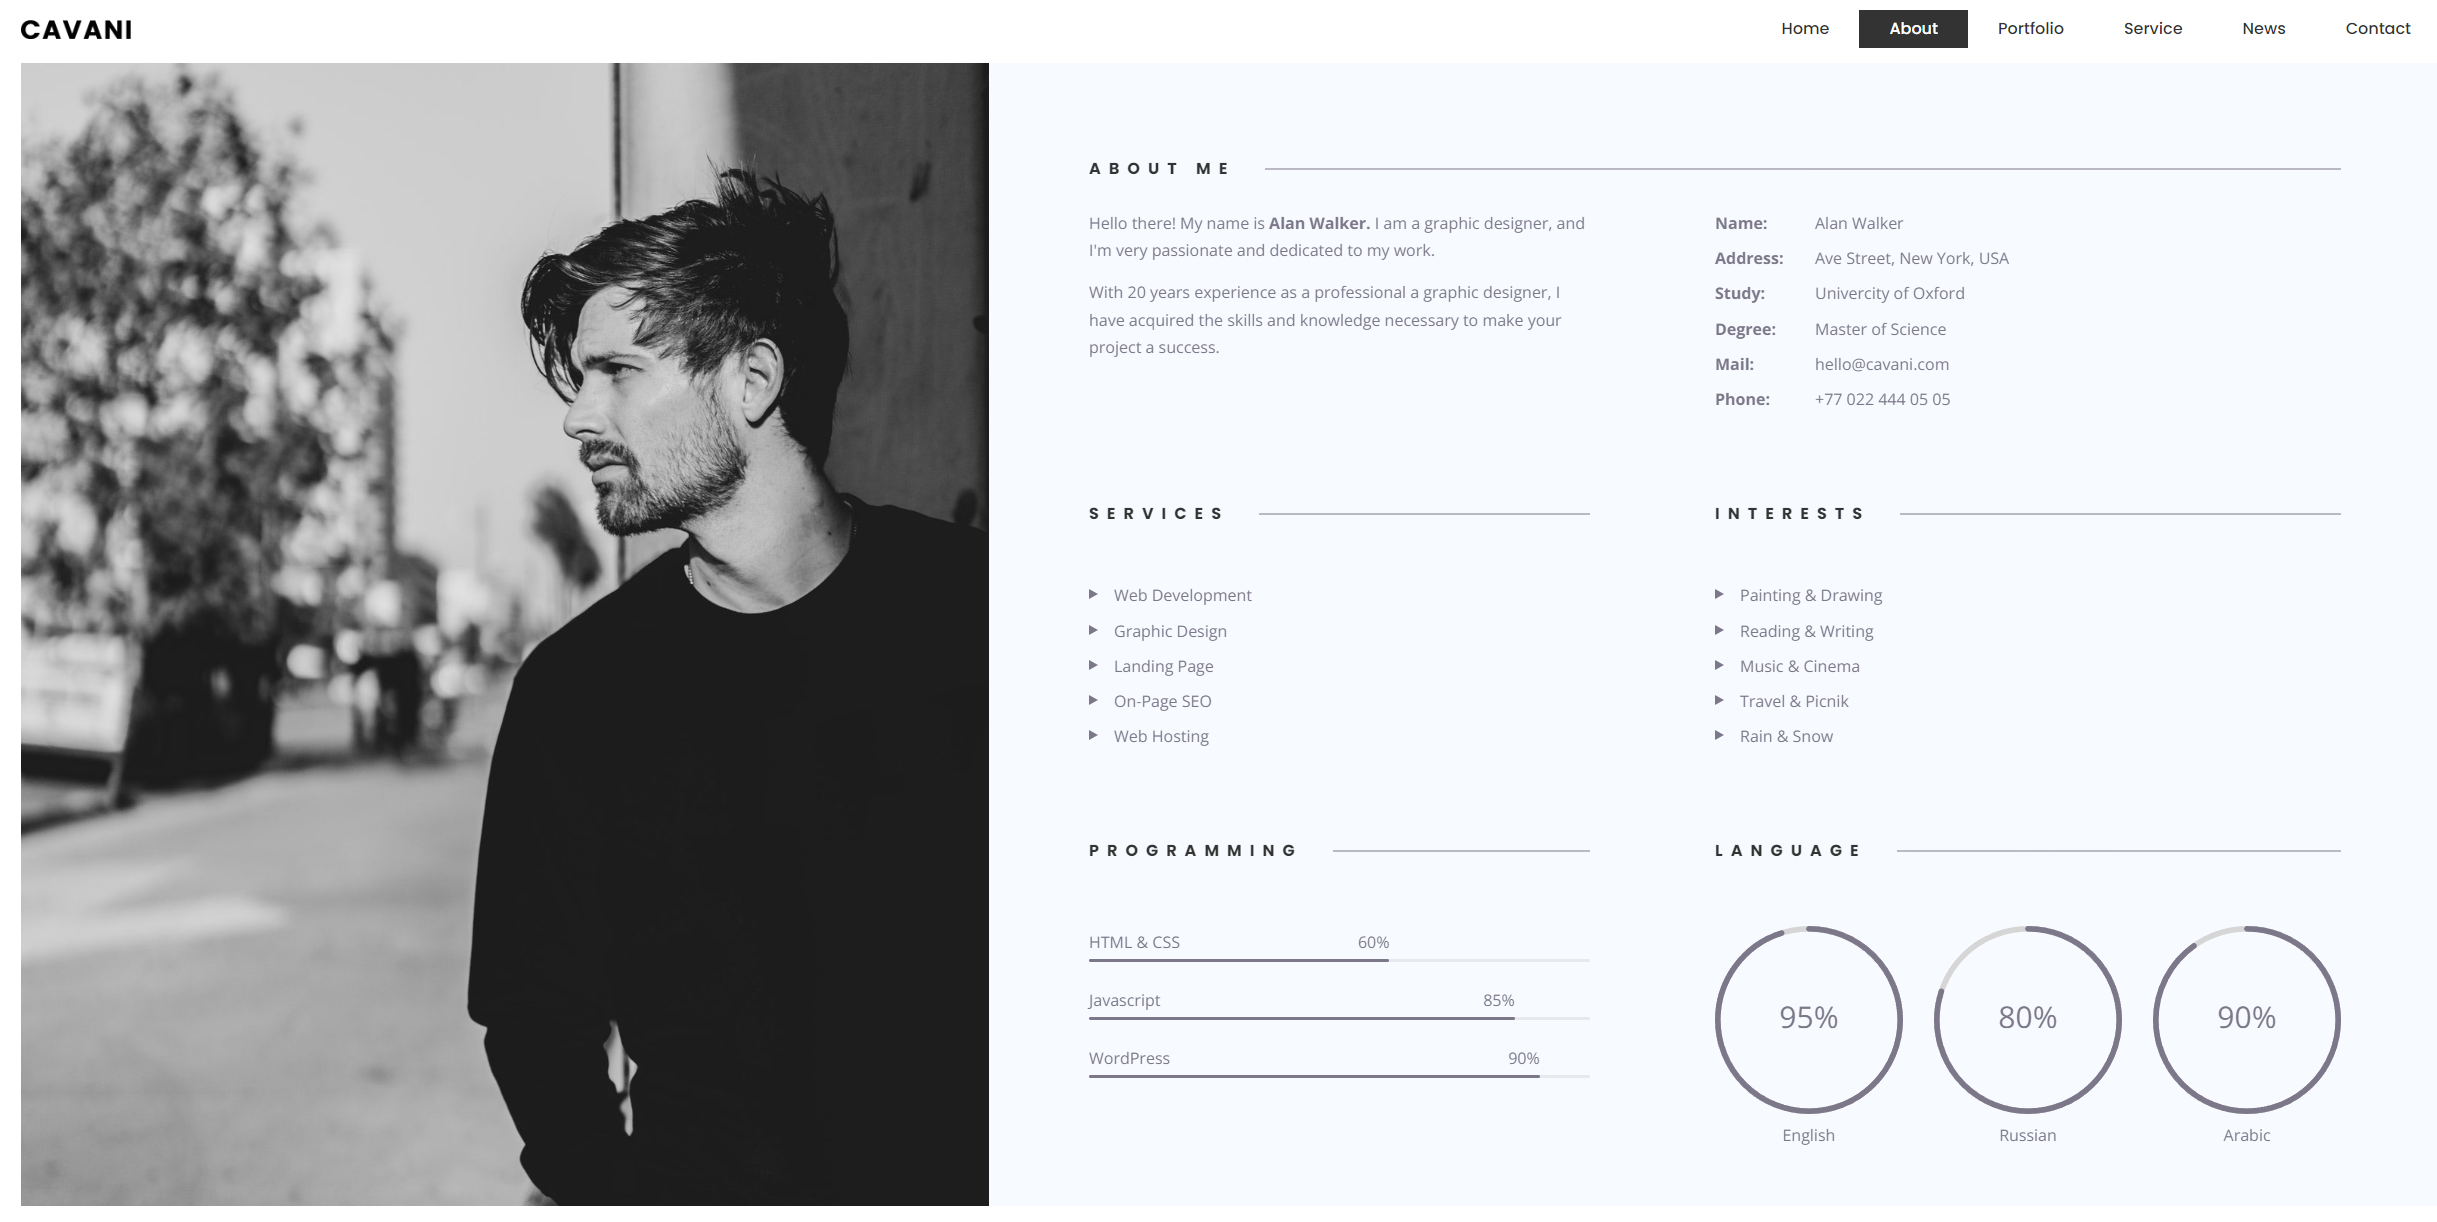 CAVANI
Home About Portfolio Service News Contact
ABOUT ME
Hello there! My name is Alan Walker. I am a graphic designer, and
I'm very passionate and dedicated to my work.
With 20 years experience as a professional a graphic designer, I
have acquired the skills and knowledge necessary to make your
project a success.
Name: Alan Walker
Address: Ave Street, New York, USA
Study: Univercity of Oxford
Degree: Master of Science
Mail: hello@cavani.com
Phone: +77 022 444 05 05
SERVICES
Web Development
Graphic Design
Landing Page
On-Page SEO
Web Hosting
INTERESTS
Painting & Drawing
Reading & Writing
Music & Cinema
Travel & Picnik
Rain & Snow
PROGRAMMING
HTML & CSS 60%
Javascript 85%
WordPress 90%
LANGUAGE
95% 80% 90%
English Russian Arabic